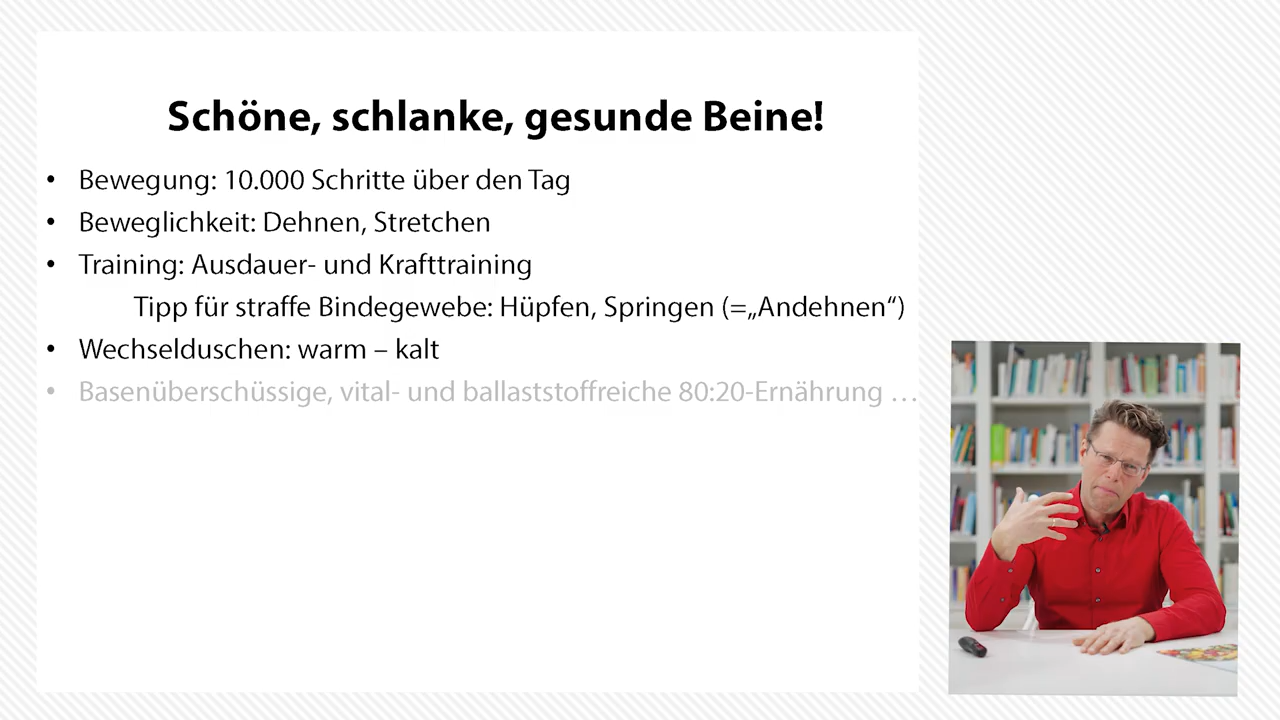 Schöne, schlanke, gesunde Beine!
• Bewegung: 10.000 Schritte über den Tag
• Beweglichkeit: Dehnen, Stretchen
• Training: Ausdauer- und Krafttraining
Tipp für straffe Bindegewebe: Hüpfen, Springen (=„Andehnen“)
• Wechselduschen: warm – kalt
• Basenüberschüssige, vital- und ballaststoffreiche 80:20-Ernährung …